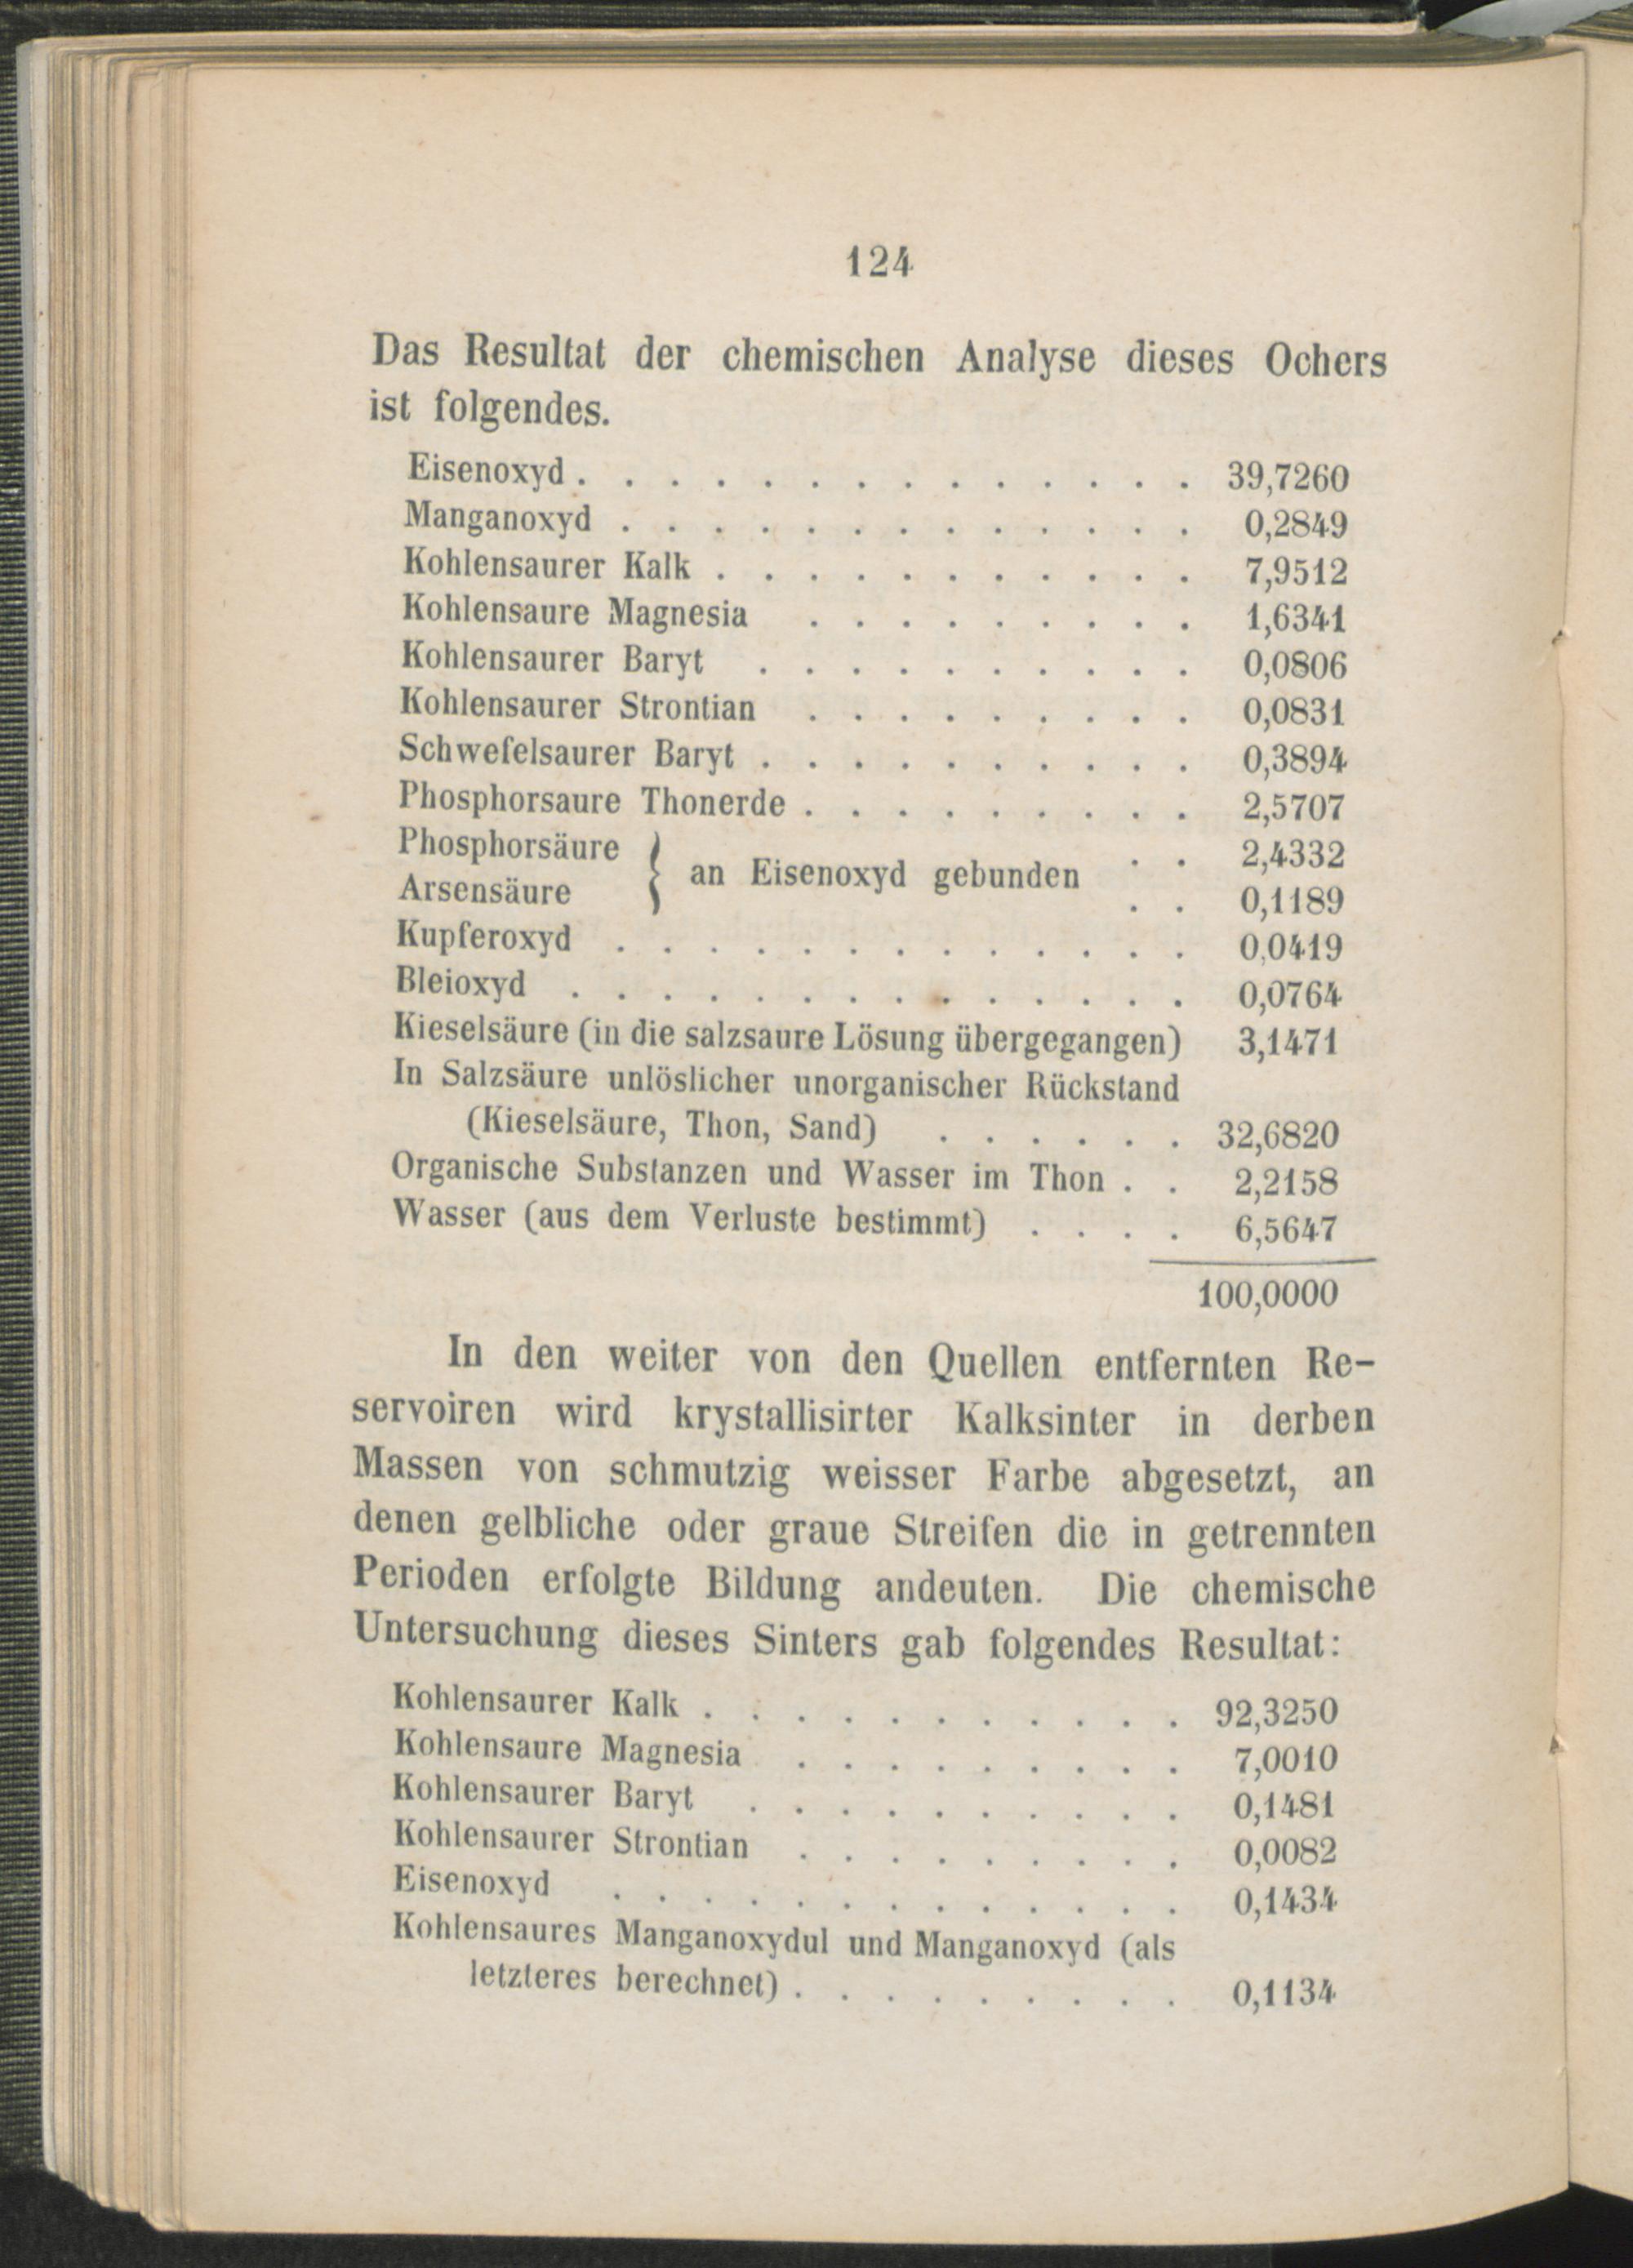 124
Das Resultat der chemischen Analyse dieses Ochers
ist folgendes.
Eisenoxyd . . . . . . . . . . . . . . 39,7260
Manganoxyd . . . . . . . . . . . . . 0,2849
Kohlensaurer Kalk . . . . . . . . . . . 7,9512
Kohlensaure Magnesia . . . . . . . . . 1,6341
Kohlensaurer Baryt . . . . . . . . . . 0,0806
Kohlensaurer Strontian . . . . . . . . . 0,0831
Schwefelsaurer Baryt . . . . . . . . . . 0,3894
Phosphorsaure Thonerde . . . . . . . . . 2,5707
Phosphorsäure } an Eisenoxyd gebunden . . 2,4332
Arsensäure . . 0,1189
Kupferoxyd . . . . . . . . . . . . . 0,0419
Bleioxyd . . . . . . . . . . . . . . 0,0764
Kieselsäure (in die salzsaure Lösung übergegangen) 3,1471
In Salzsäure unlöslicher unorganischer Rückstand
(Kieselsäure, Thon, Sand) . . . . . . 32,6820
Organische Substanzen und Wasser im Thon . . 2,2158
Wasser (aus dem Verluste bestimmt) . . . . 6,5647
100,0000
In den weiter von den Quellen entfernten Re-
servoiren wird krystallisirter Kalksinter in derben
Massen von schmutzig weisser Farbe abgesetzt, an
denen gelbliche oder graue Streifen die in getrennten
Perioden erfolgte Bildung andeuten. Die chemische
Untersuchung dieses Sinters gab folgendes Resultat:
Kohlensaurer Kalk . . . . . . . . . . . 92,3250
Kohlensaure Magnesia . . . . . . . . . 7,0010
Kohlensaurer Baryt . . . . . . . . . . 0,1481
Kohlensaurer Strontian . . . . . . . . . 0,0082
Eisenoxyd . . . . . . . . . . . . . 0,1434
Kohlensaures Manganoxydul und Manganoxyd (als
letzteres berechnet) . . . . . . . . . 0,1134